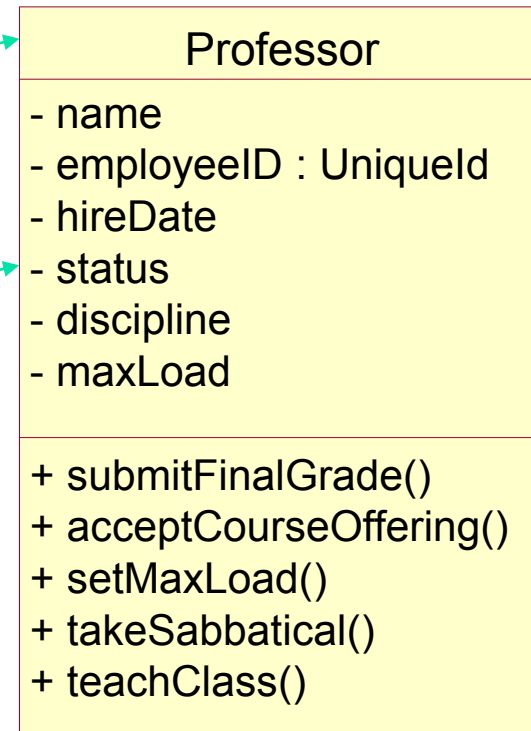 Professor
- name
- employeeID : UniqueId
- hireDate
- status
- discipline
- maxLoad
+ submitFinalGrade()
+ acceptCourseOffering()
+ setMaxLoad()
+ takeSabbatical()
+ teachClass()